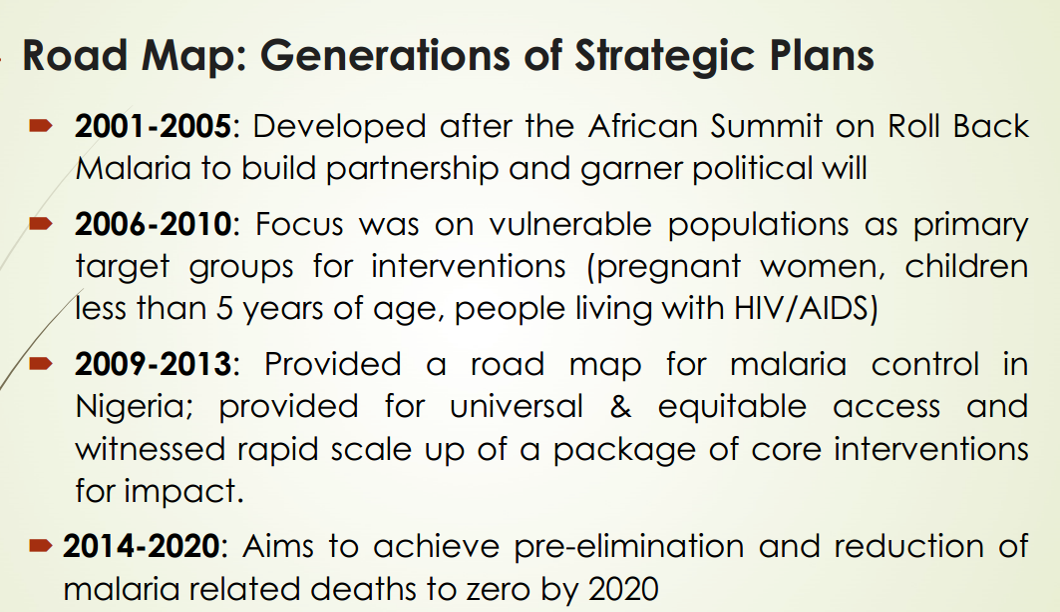 Road Map: Generations of Strategic Plans
2001-2005: Developed after the African Summit on Roll Back
Malaria to build partnership and garner political will
2006-2010: Focus was on vulnerable populations as primary
target groups for interventions (pregnant women, children
less than 5 years of age, people living with HIV/AIDS)
2009-2013: Provided a road map for malaria control in
Nigeria; provided for universal & equitable access and
witnessed rapid scale up of a package of core interventions
for impact.
2014-2020: Aims to achieve pre-elimination and reduction of
malaria related deaths to zero by 2020